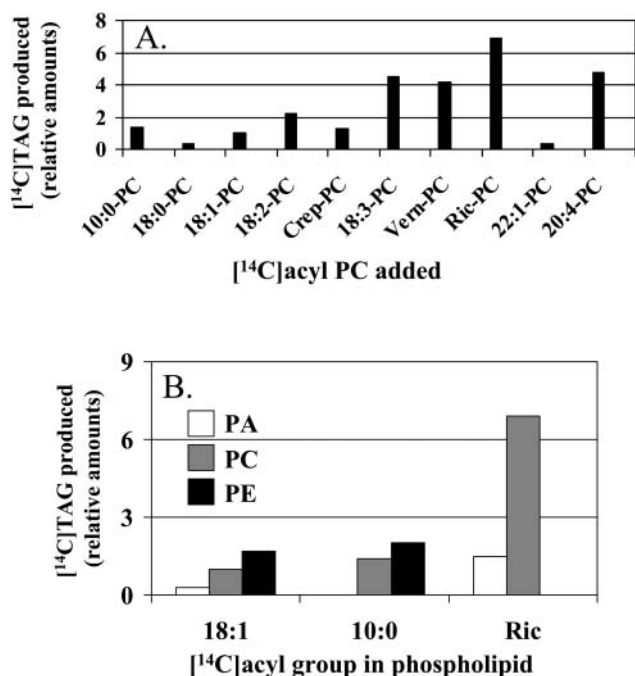 A.
[¹⁴C]TAG produced
(relative amounts)
8
6
4
2
0
10:0-PC
18:0-PC
18:1-PC
18:2-PC
Crep-PC
18:3-PC
Vern-PC
Ric-PC
22:1-PC
20:4-PC
[¹⁴C]acyl PC added
B.
[¹⁴C]TAG produced
(relative amounts)
9
6
3
0
PA
PC
PE
18:1 10:0 Ric
[¹⁴C]acyl group in phospholipid